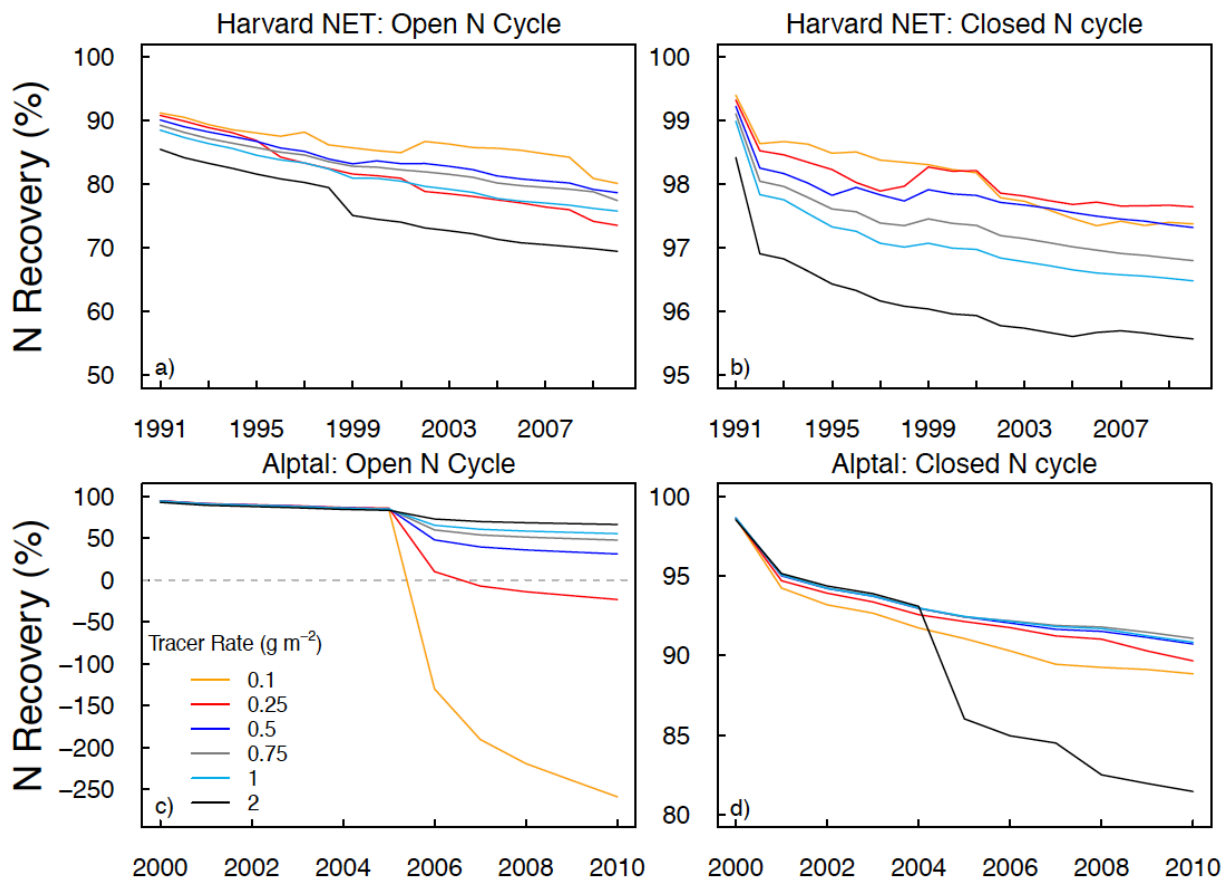 Harvard NET: Open N Cycle
N Recovery (%)
100
90
80
70
60
50
a)
1991 1995 1999 2003 2007
Harvard NET: Closed N cycle
100
99
98
97
96
95
b)
1991 1995 1999 2003 2007
Alptal: Open N Cycle
N Recovery (%)
100
50
0
−50
−100
−150
−200
−250
Tracer Rate (g m⁻²)
0.1
0.25
0.5
0.75
1
2
c)
2000 2002 2004 2006 2008 2010
Alptal: Closed N cycle
100
95
90
85
80
d)
2000 2002 2004 2006 2008 2010